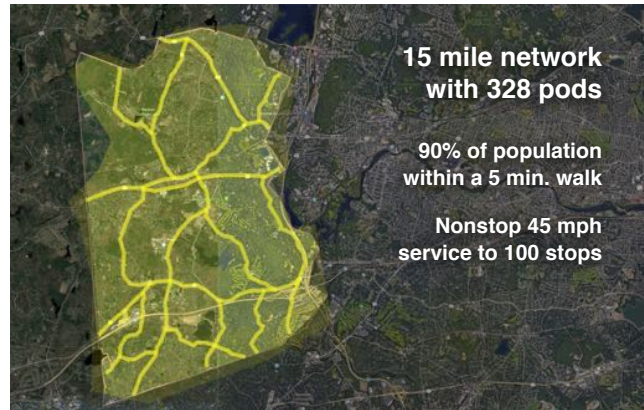 15 mile network
with 328 pods
90% of population
within a 5 min. walk
Nonstop 45 mph
service to 100 stops